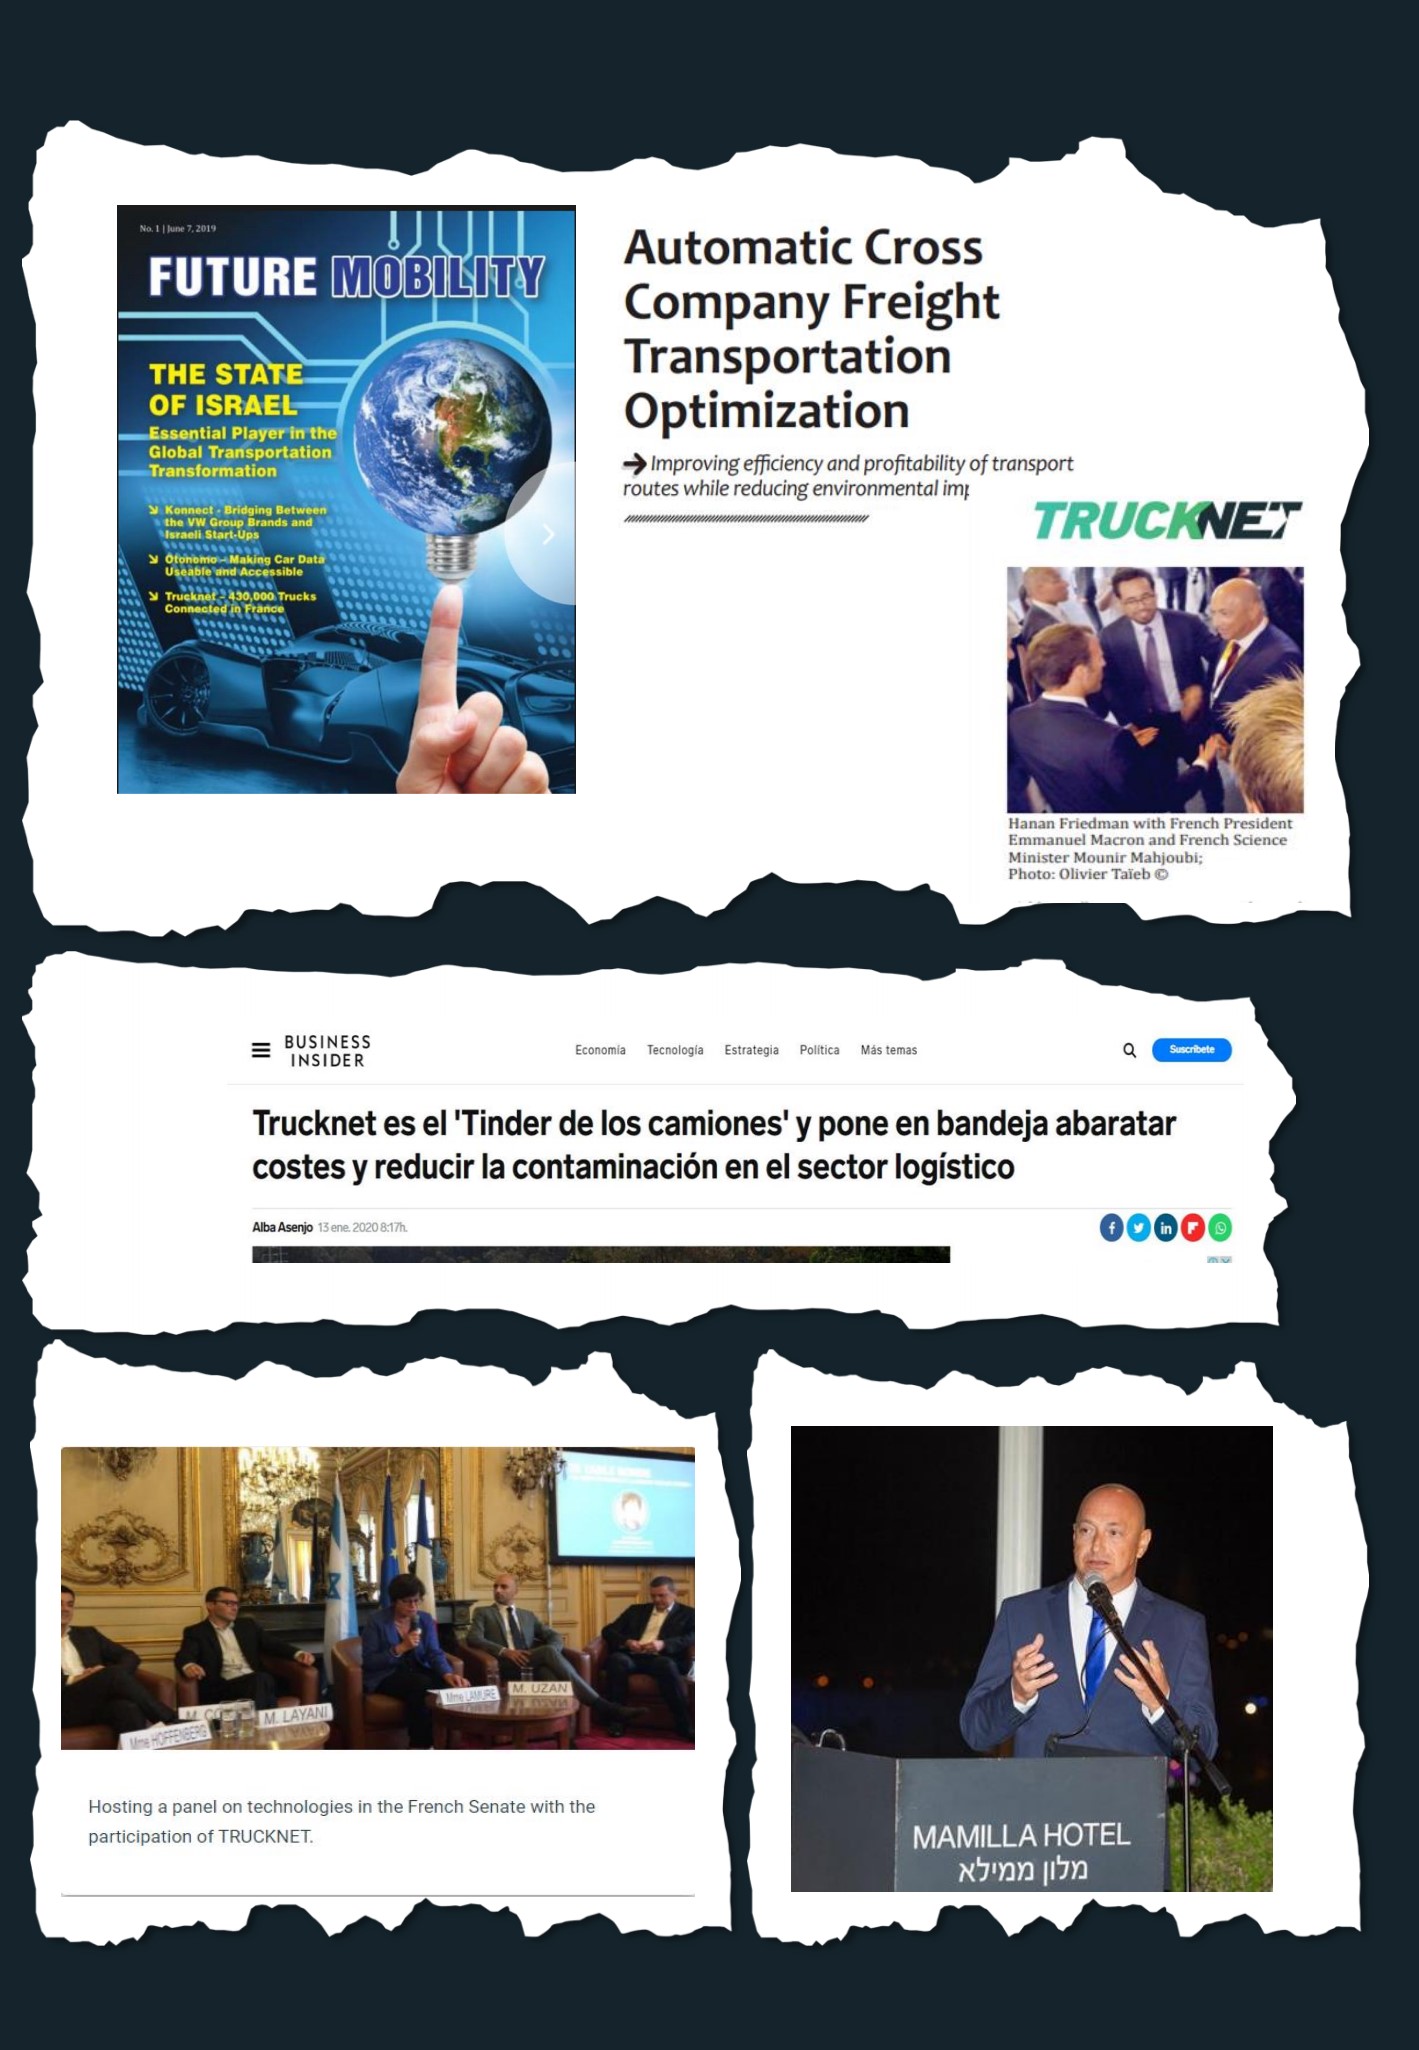 No. 1 | June 7, 2019
FUTURE MOBILITY
THE STATE
OF ISRAEL
Essential Player in the
Global Transportation
Transformation
Konnect - Bridging Between
the VW Group Brands and
Israeli Start-Ups
Otonomo - Making Car Data
Useable and Accessible
Trucknet - 430,000 Trucks
Connected in France
Automatic Cross
Company Freight
Transportation
Optimization
Improving efficiency and profitability of transport
routes while reducing environmental imp
TRUCKNET
Hanan Friedman with French President
Emmanuel Macron and French Science
Minister Mounir Mahjoubi;
Photo: Olivier Taïeb ©
BUSINESS
INSIDER
Economía Tecnología Estrategia Política Más temas
Suscríbete
Trucknet es el 'Tinder de los camiones' y pone en bandeja abaratar
costes y reducir la contaminación en el sector logístico
Alba Asenjo 13 ene. 2020 8:17h.
Mme HOFFENBERG
M. LAYANI
Mme LAMURE
M. UZAN
Hosting a panel on technologies in the French Senate with the
participation of TRUCKNET.
MAMILLA HOTEL
מלון ממילא